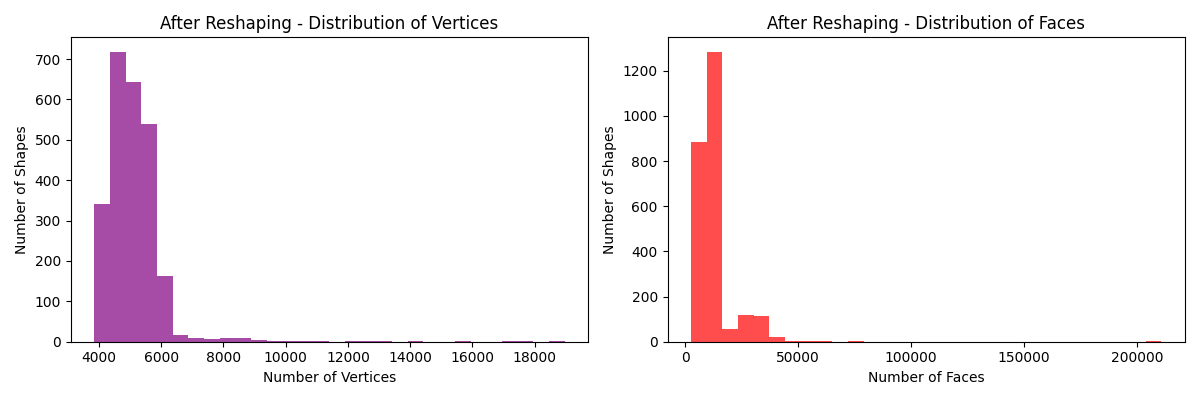 After Reshaping - Distribution of Vertices
Number of Shapes
700
600
500
400
300
200
100
0
4000 6000 8000 10000 12000 14000 16000 18000
Number of Vertices
After Reshaping - Distribution of Faces
Number of Shapes
1200
1000
800
600
400
200
0
0 50000 100000 150000 200000
Number of Faces